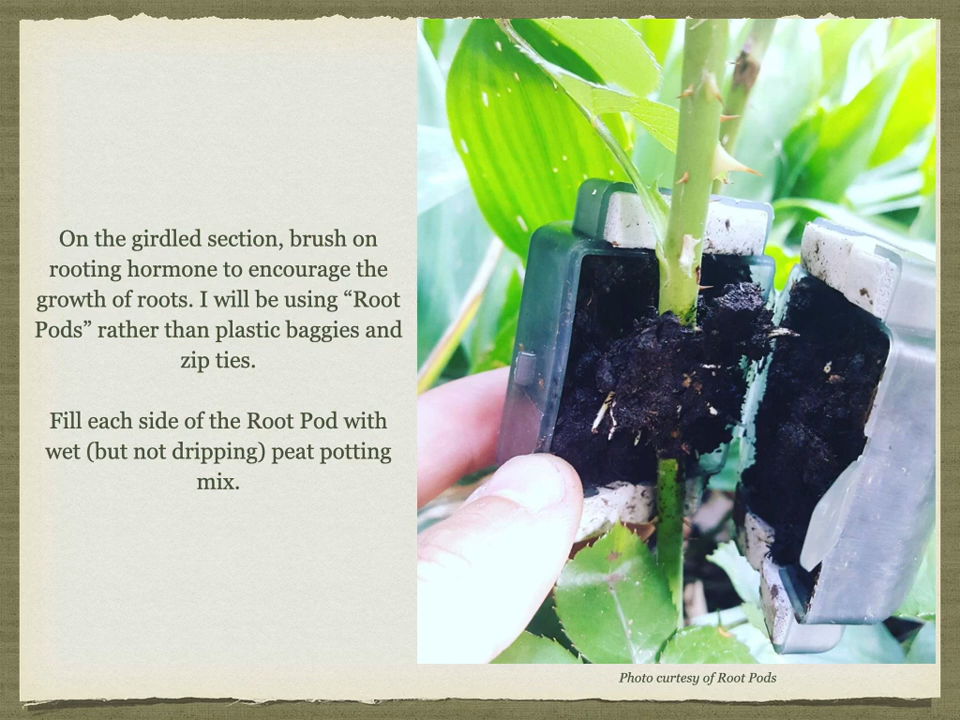 On the girdled section, brush on
rooting hormone to encourage the
growth of roots. I will be using “Root
Pods” rather than plastic baggies and
zip ties.
Fill each side of the Root Pod with
wet (but not dripping) peat potting
mix.
Photo curtesy of Root Pods